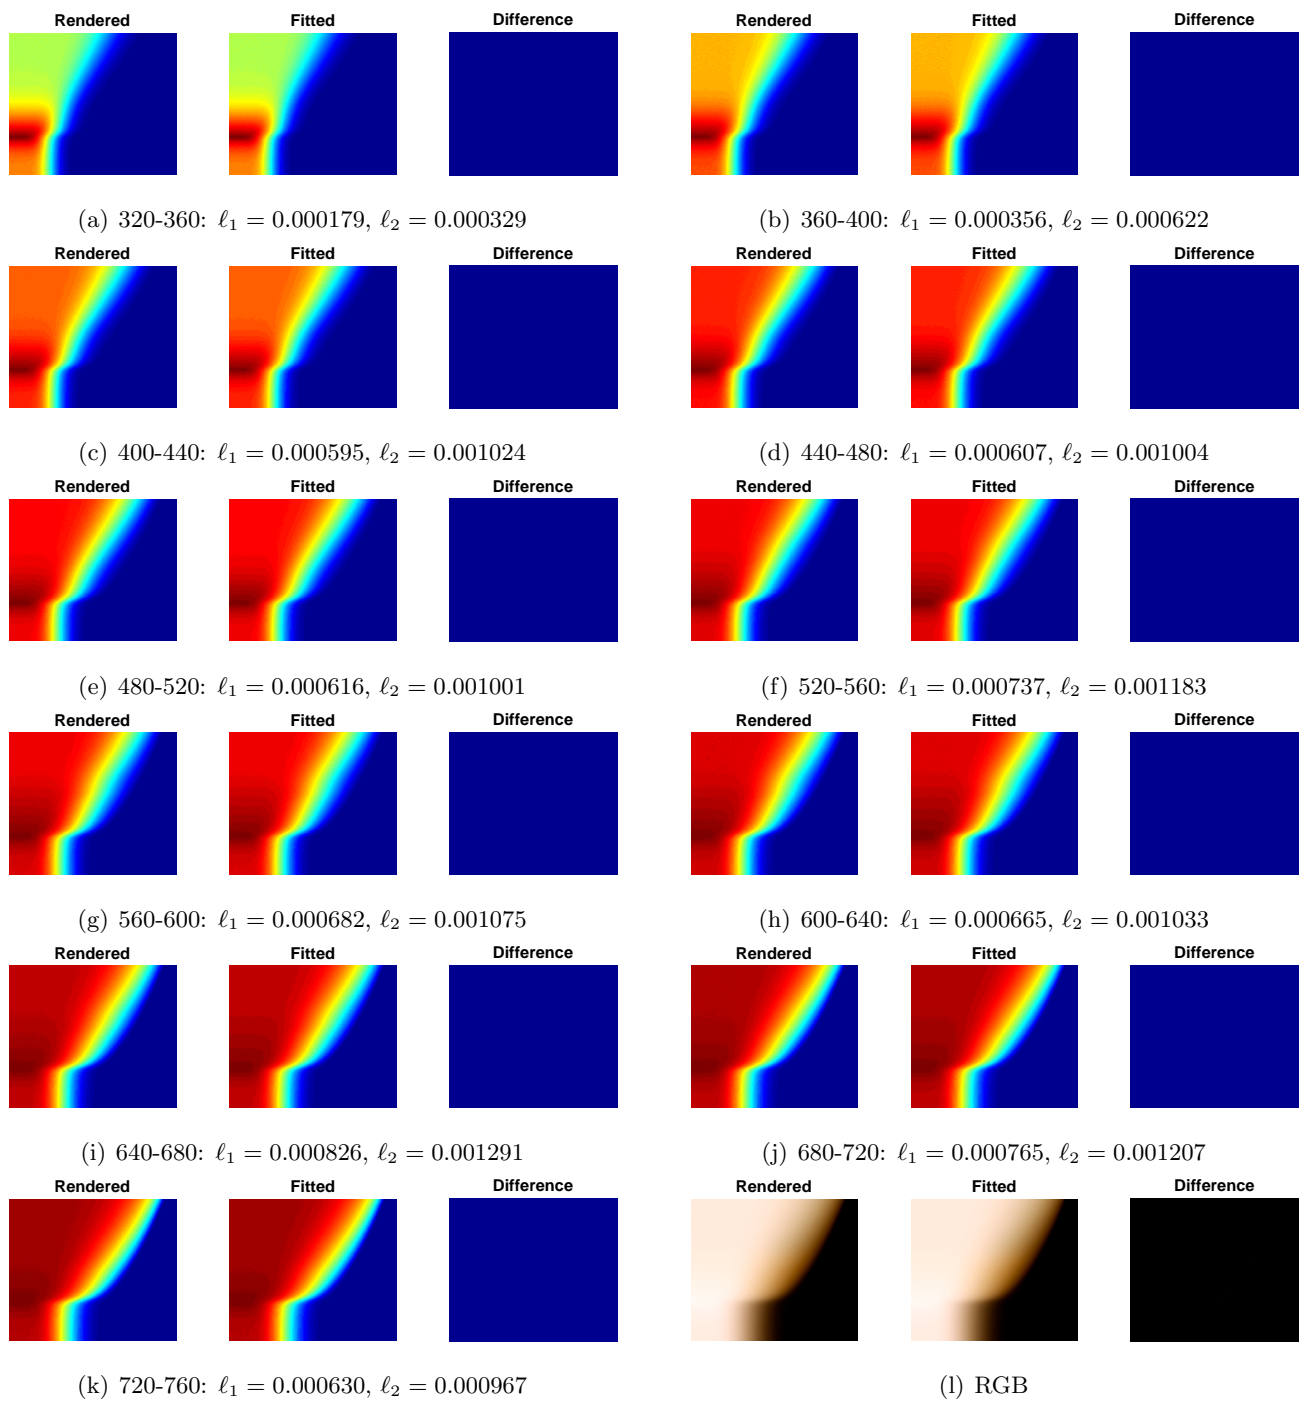 Rendered Fitted Difference Rendered Fitted Difference
(a) 320-360: ℓ1 = 0.000179, ℓ2 = 0.000329 (b) 360-400: ℓ1 = 0.000356, ℓ2 = 0.000622
Rendered Fitted Difference Rendered Fitted Difference
(c) 400-440: ℓ1 = 0.000595, ℓ2 = 0.001024 (d) 440-480: ℓ1 = 0.000607, ℓ2 = 0.001004
Rendered Fitted Difference Rendered Fitted Difference
(e) 480-520: ℓ1 = 0.000616, ℓ2 = 0.001001 (f) 520-560: ℓ1 = 0.000737, ℓ2 = 0.001183
Rendered Fitted Difference Rendered Fitted Difference
(g) 560-600: ℓ1 = 0.000682, ℓ2 = 0.001075 (h) 600-640: ℓ1 = 0.000665, ℓ2 = 0.001033
Rendered Fitted Difference Rendered Fitted Difference
(i) 640-680: ℓ1 = 0.000826, ℓ2 = 0.001291 (j) 680-720: ℓ1 = 0.000765, ℓ2 = 0.001207
Rendered Fitted Difference Rendered Fitted Difference
(k) 720-760: ℓ1 = 0.000630, ℓ2 = 0.000967 (l) RGB